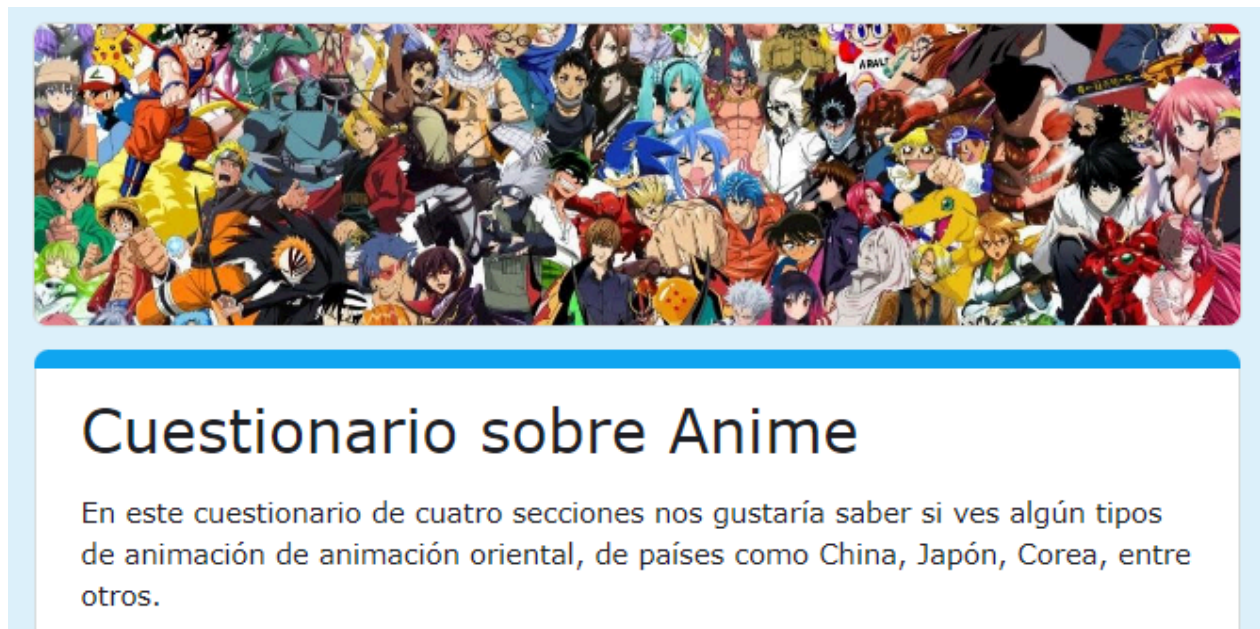 ARALE
Cuestionario sobre Anime
En este cuestionario de cuatro secciones nos gustaría saber si ves algún tipos
de animación de animación oriental, de países como China, Japón, Corea, entre
otros.